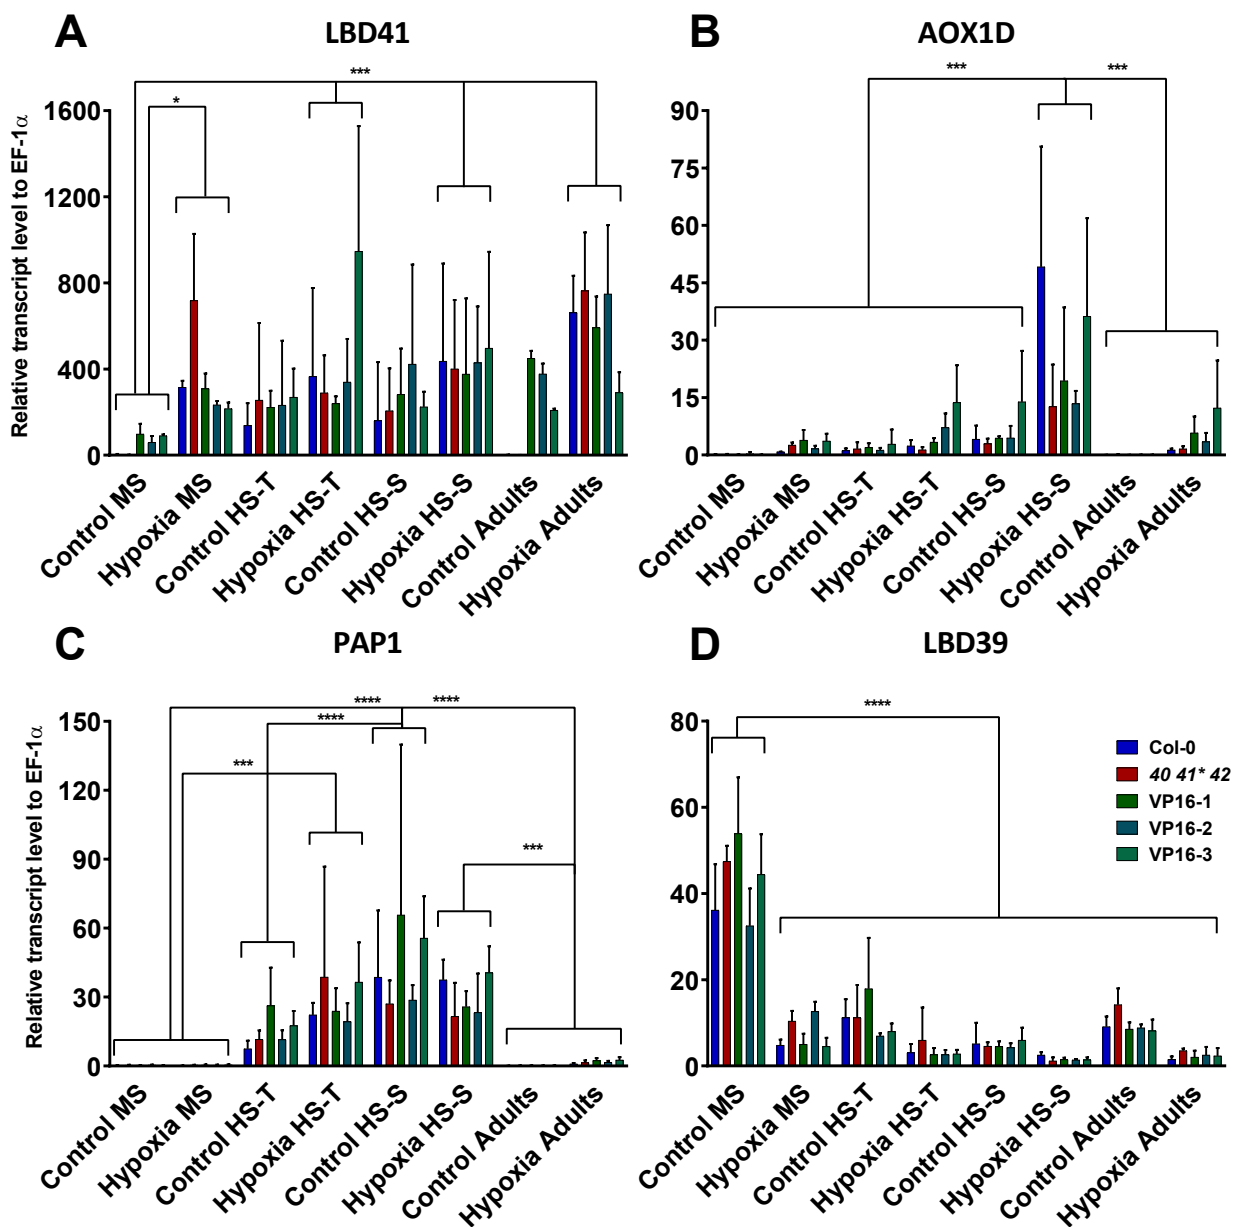 A
LBD41
Relative transcript level to EF-1α
***
*
1600
1200
800
400
0
Control MS
Hypoxia MS
Control HS-T
Hypoxia HS-T
Control HS-S
Hypoxia HS-S
Control Adults
Hypoxia Adults
B
AOX1D
***
***
90
75
60
45
30
15
0
Control MS
Hypoxia MS
Control HS-T
Hypoxia HS-T
Control HS-S
Hypoxia HS-S
Control Adults
Hypoxia Adults
C
PAP1
Relative transcript level to EF-1α
****
****
****
***
***
150
120
90
60
30
0
Control MS
Hypoxia MS
Control HS-T
Hypoxia HS-T
Control HS-S
Hypoxia HS-S
Control Adults
Hypoxia Adults
D
LBD39
****
80
60
40
20
0
Col-0
40 41* 42
VP16-1
VP16-2
VP16-3
Control MS
Hypoxia MS
Control HS-T
Hypoxia HS-T
Control HS-S
Hypoxia HS-S
Control Adults
Hypoxia Adults